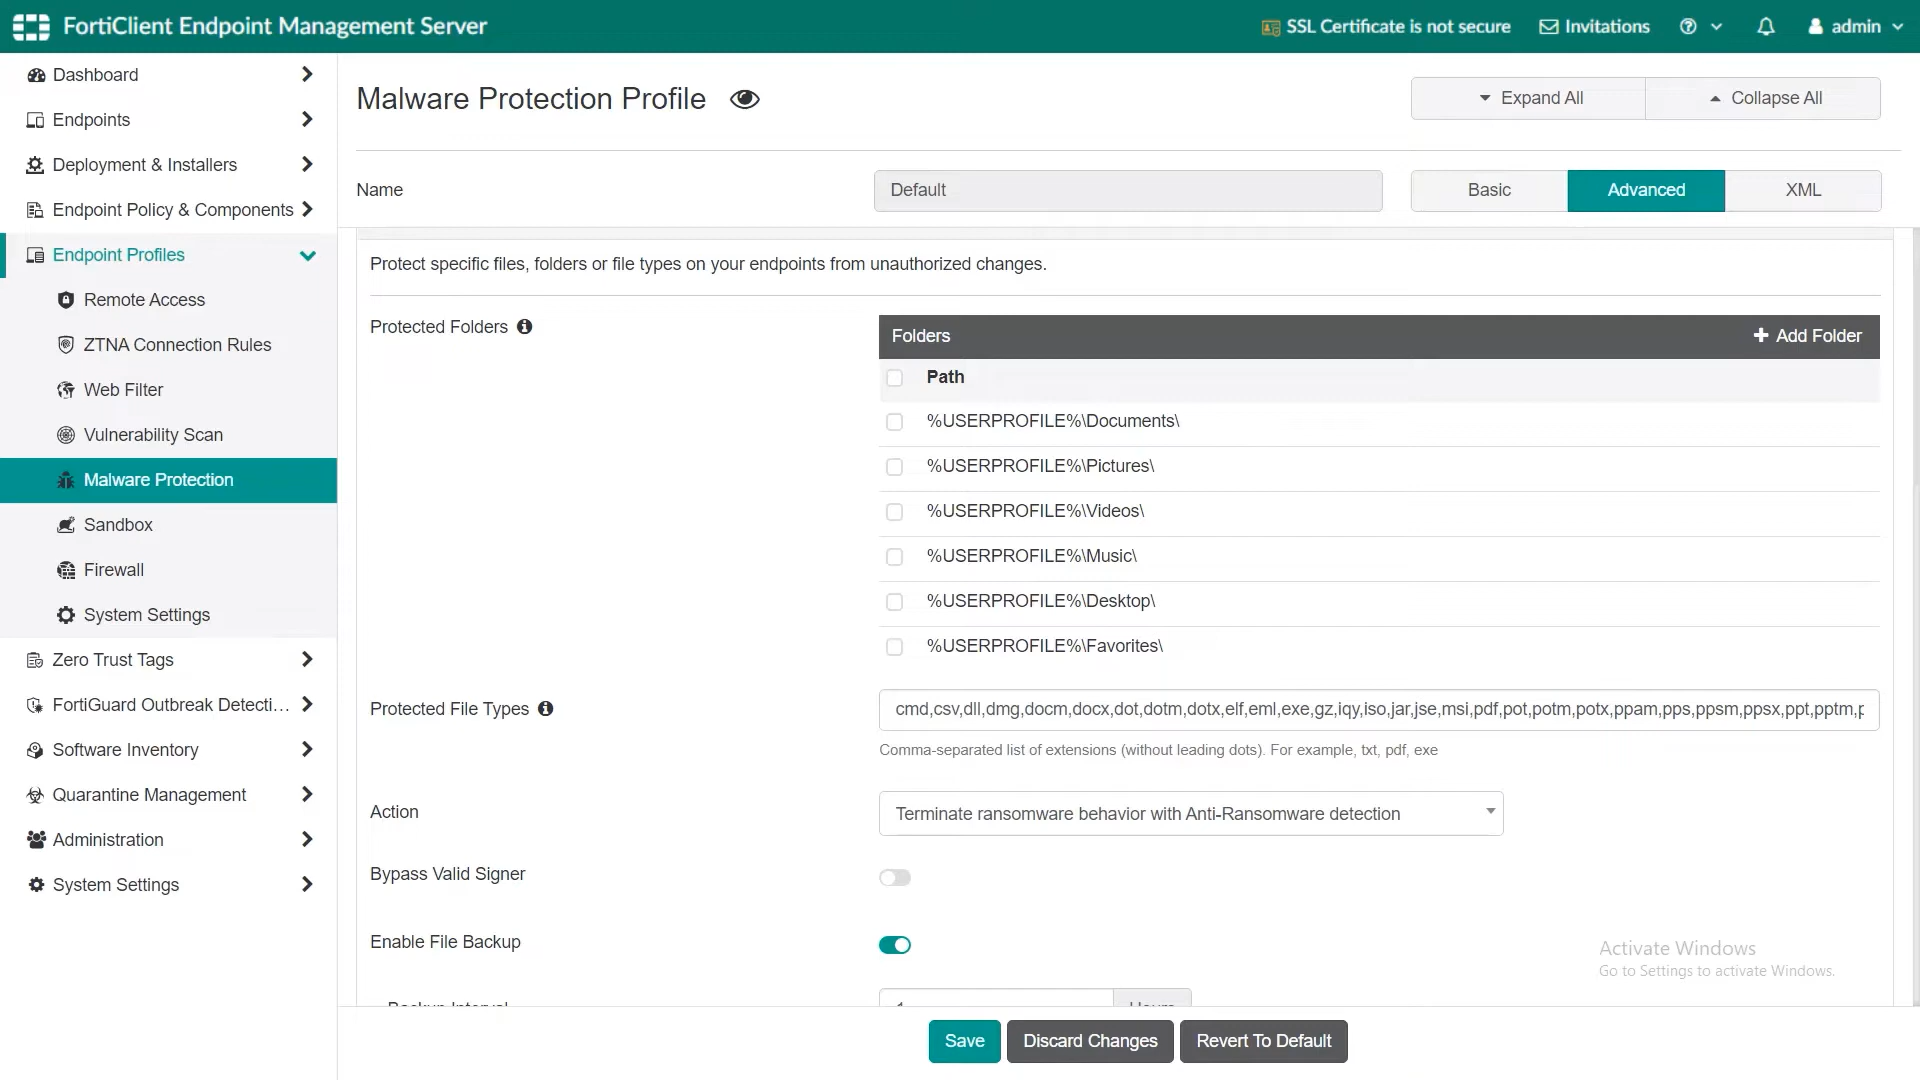 FortiClient Endpoint Management Server
SSL Certificate is not secure
Invitations
admin
Dashboard
Endpoints
Deployment & Installers
Endpoint Policy & Components
Endpoint Profiles
Remote Access
ZTNA Connection Rules
Web Filter
Vulnerability Scan
Malware Protection
Sandbox
Firewall
System Settings
Zero Trust Tags
FortiGuard Outbreak Detecti...
Software Inventory
Quarantine Management
Administration
System Settings
Malware Protection Profile
Expand All
Collapse All
Name
Default
Basic
Advanced
XML
Protect specific files, folders or file types on your endpoints from unauthorized changes.
Protected Folders
Folders
Add Folder
Path
%USERPROFILE%\Documents\
%USERPROFILE%\Pictures\
%USERPROFILE%\Videos\
%USERPROFILE%\Music\
%USERPROFILE%\Desktop\
%USERPROFILE%\Favorites\
Protected File Types
cmd,csv,dll,dmg,docm,docx,dot,dotm,dotx,elf,eml,exe,gz,iqy,iso,jar,jse,msi,pdf,pot,potm,potx,ppam,pps,ppsm,ppsx,ppt,pptm,p
Comma-separated list of extensions (without leading dots). For example, txt, pdf, exe
Action
Terminate ransomware behavior with Anti-Ransomware detection
Bypass Valid Signer
Enable File Backup
Backup Interval
Hours
Activate Windows
Go to Settings to activate Windows.
Save
Discard Changes
Revert To Default